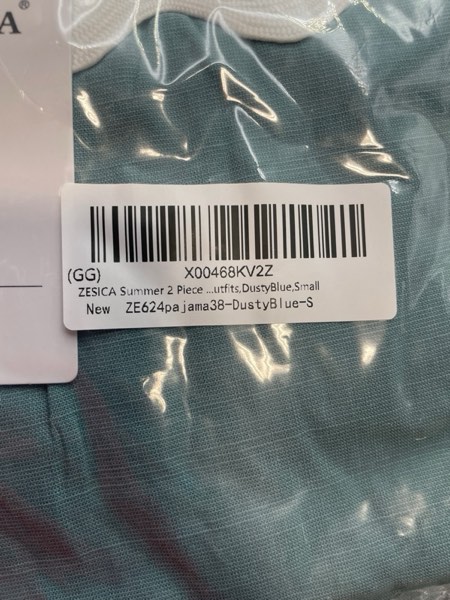 A®
(GG) X00468KV2Z
ZESICA Summer 2 Piece ...utfits,DustyBlue,Small
New ZE624pajama38-DustyBlue-S